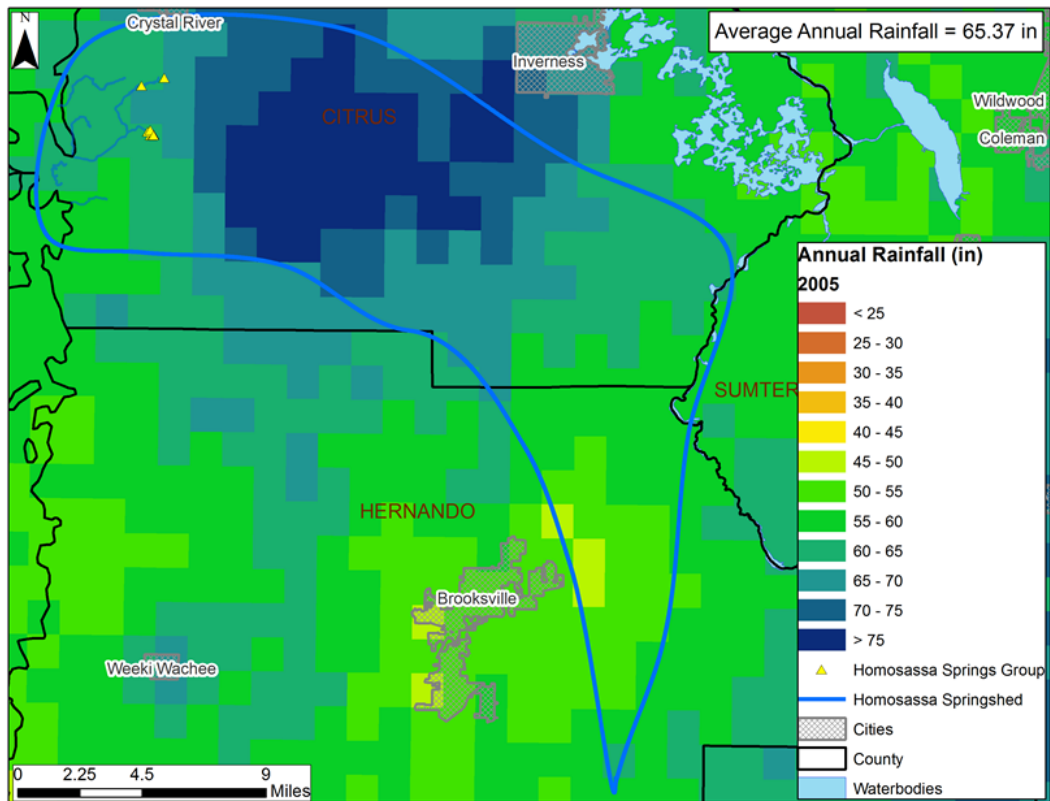 N
Crystal River
Average Annual Rainfall = 65.37 in
Inverness
CITRUS
Wildwood
Coleman
Annual Rainfall (in)
2005
< 25
25 - 30
30 - 35
35 - 40
40 - 45
45 - 50
50 - 55
55 - 60
60 - 65
65 - 70
70 - 75
> 75
Homosassa Springs Group
Homosassa Springshed
Cities
County
Waterbodies
SUMTER
HERNANDO
Brooksville
Weeki Wachee
0 2.25 4.5 9
Miles